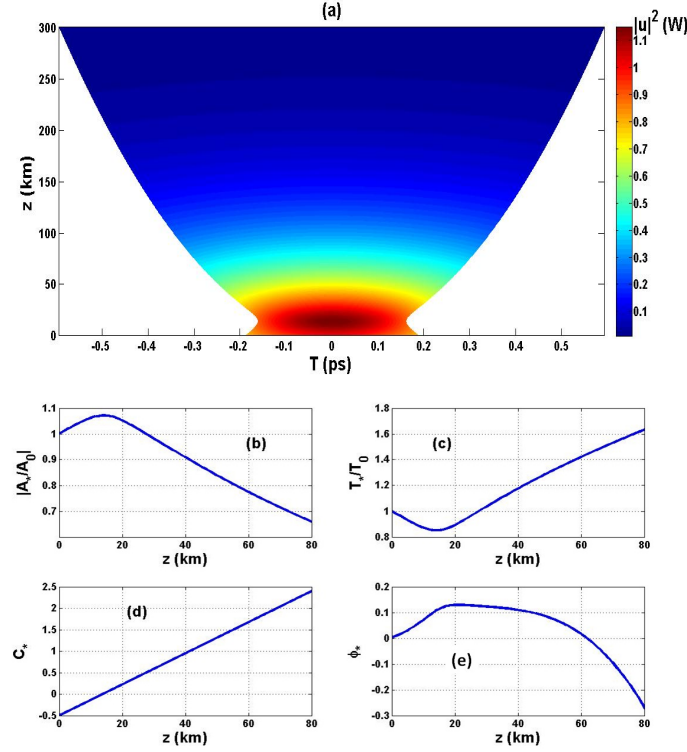 (a)
|u|² (W)
300
250
200
150
100
50
0
z (km)
-0.5 -0.4 -0.3 -0.2 -0.1 0 0.1 0.2 0.3 0.4 0.5
T (ps)
1.1
1
0.9
0.8
0.7
0.6
0.5
0.4
0.3
0.2
0.1
1.1
1
0.9
0.8
0.7
|A*/A0|
(b)
0 20 40 60 80
z (km)
1.8
1.6
1.4
1.2
1
0.8
T*/T0
(c)
0 20 40 60 80
z (km)
2.5
2
1.5
1
0.5
0
-0.5
C*
(d)
0 20 40 60 80
z (km)
0.2
0.1
0
-0.1
-0.2
-0.3
ϕ*
(e)
0 20 40 60 80
z (km)